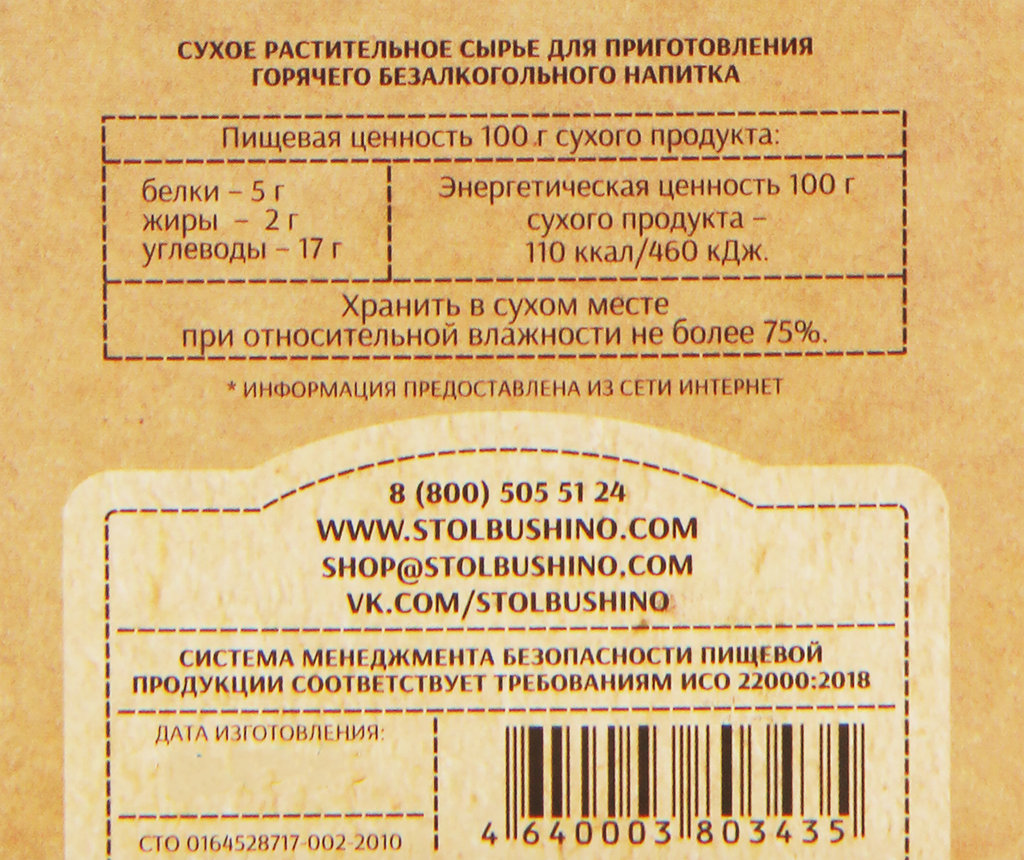 СУХОЕ РАСТИТЕЛЬНОЕ СЫРЬЕ ДЛЯ ПРИГОТОВЛЕНИЯ
ГОРЯЧЕГО БЕЗАЛКОГОЛЬНОГО НАПИТКА
Пищевая ценность 100 г сухого продукта:
белки – 5 г
жиры – 2 г
углеводы – 17 г
Энергетическая ценность 100 г
сухого продукта –
110 ккал/460 кДж.
Хранить в сухом месте
при относительной влажности не более 75%.
* ИНФОРМАЦИЯ ПРЕДОСТАВЛЕНА ИЗ СЕТИ ИНТЕРНЕТ
8 (800) 505 51 24
WWW.STOLBUSHINO.COM
SHOP@STOLBUSHINO.COM
VK.COM/STOLBUSHINO
СИСТЕМА МЕНЕДЖМЕНТА БЕЗОПАСНОСТИ ПИЩЕВОЙ
ПРОДУКЦИИ СООТВЕТСТВУЕТ ТРЕБОВАНИЯМ ИСО 22000:2018
ДАТА ИЗГОТОВЛЕНИЯ:
СТО 0164528717-002-2010
4 640003 803435